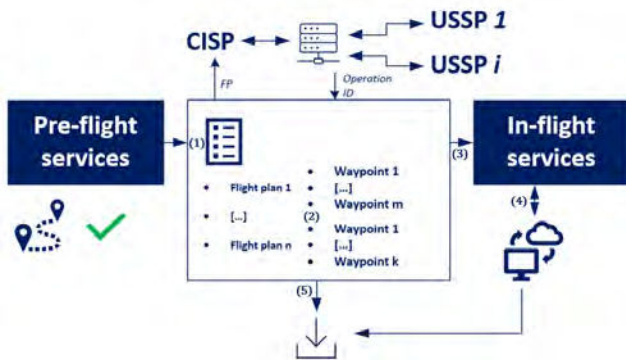 USSP 1
CISP
USSP i
FP
Operation
ID
Pre-flight
services
(1)
(3)
In-flight
services
Waypoint 1
Flight plan 1
[...]
Waypoint m
[...]
(2)
Waypoint 1
Flight plan n
[...]
Waypoint k
(4)
(5)